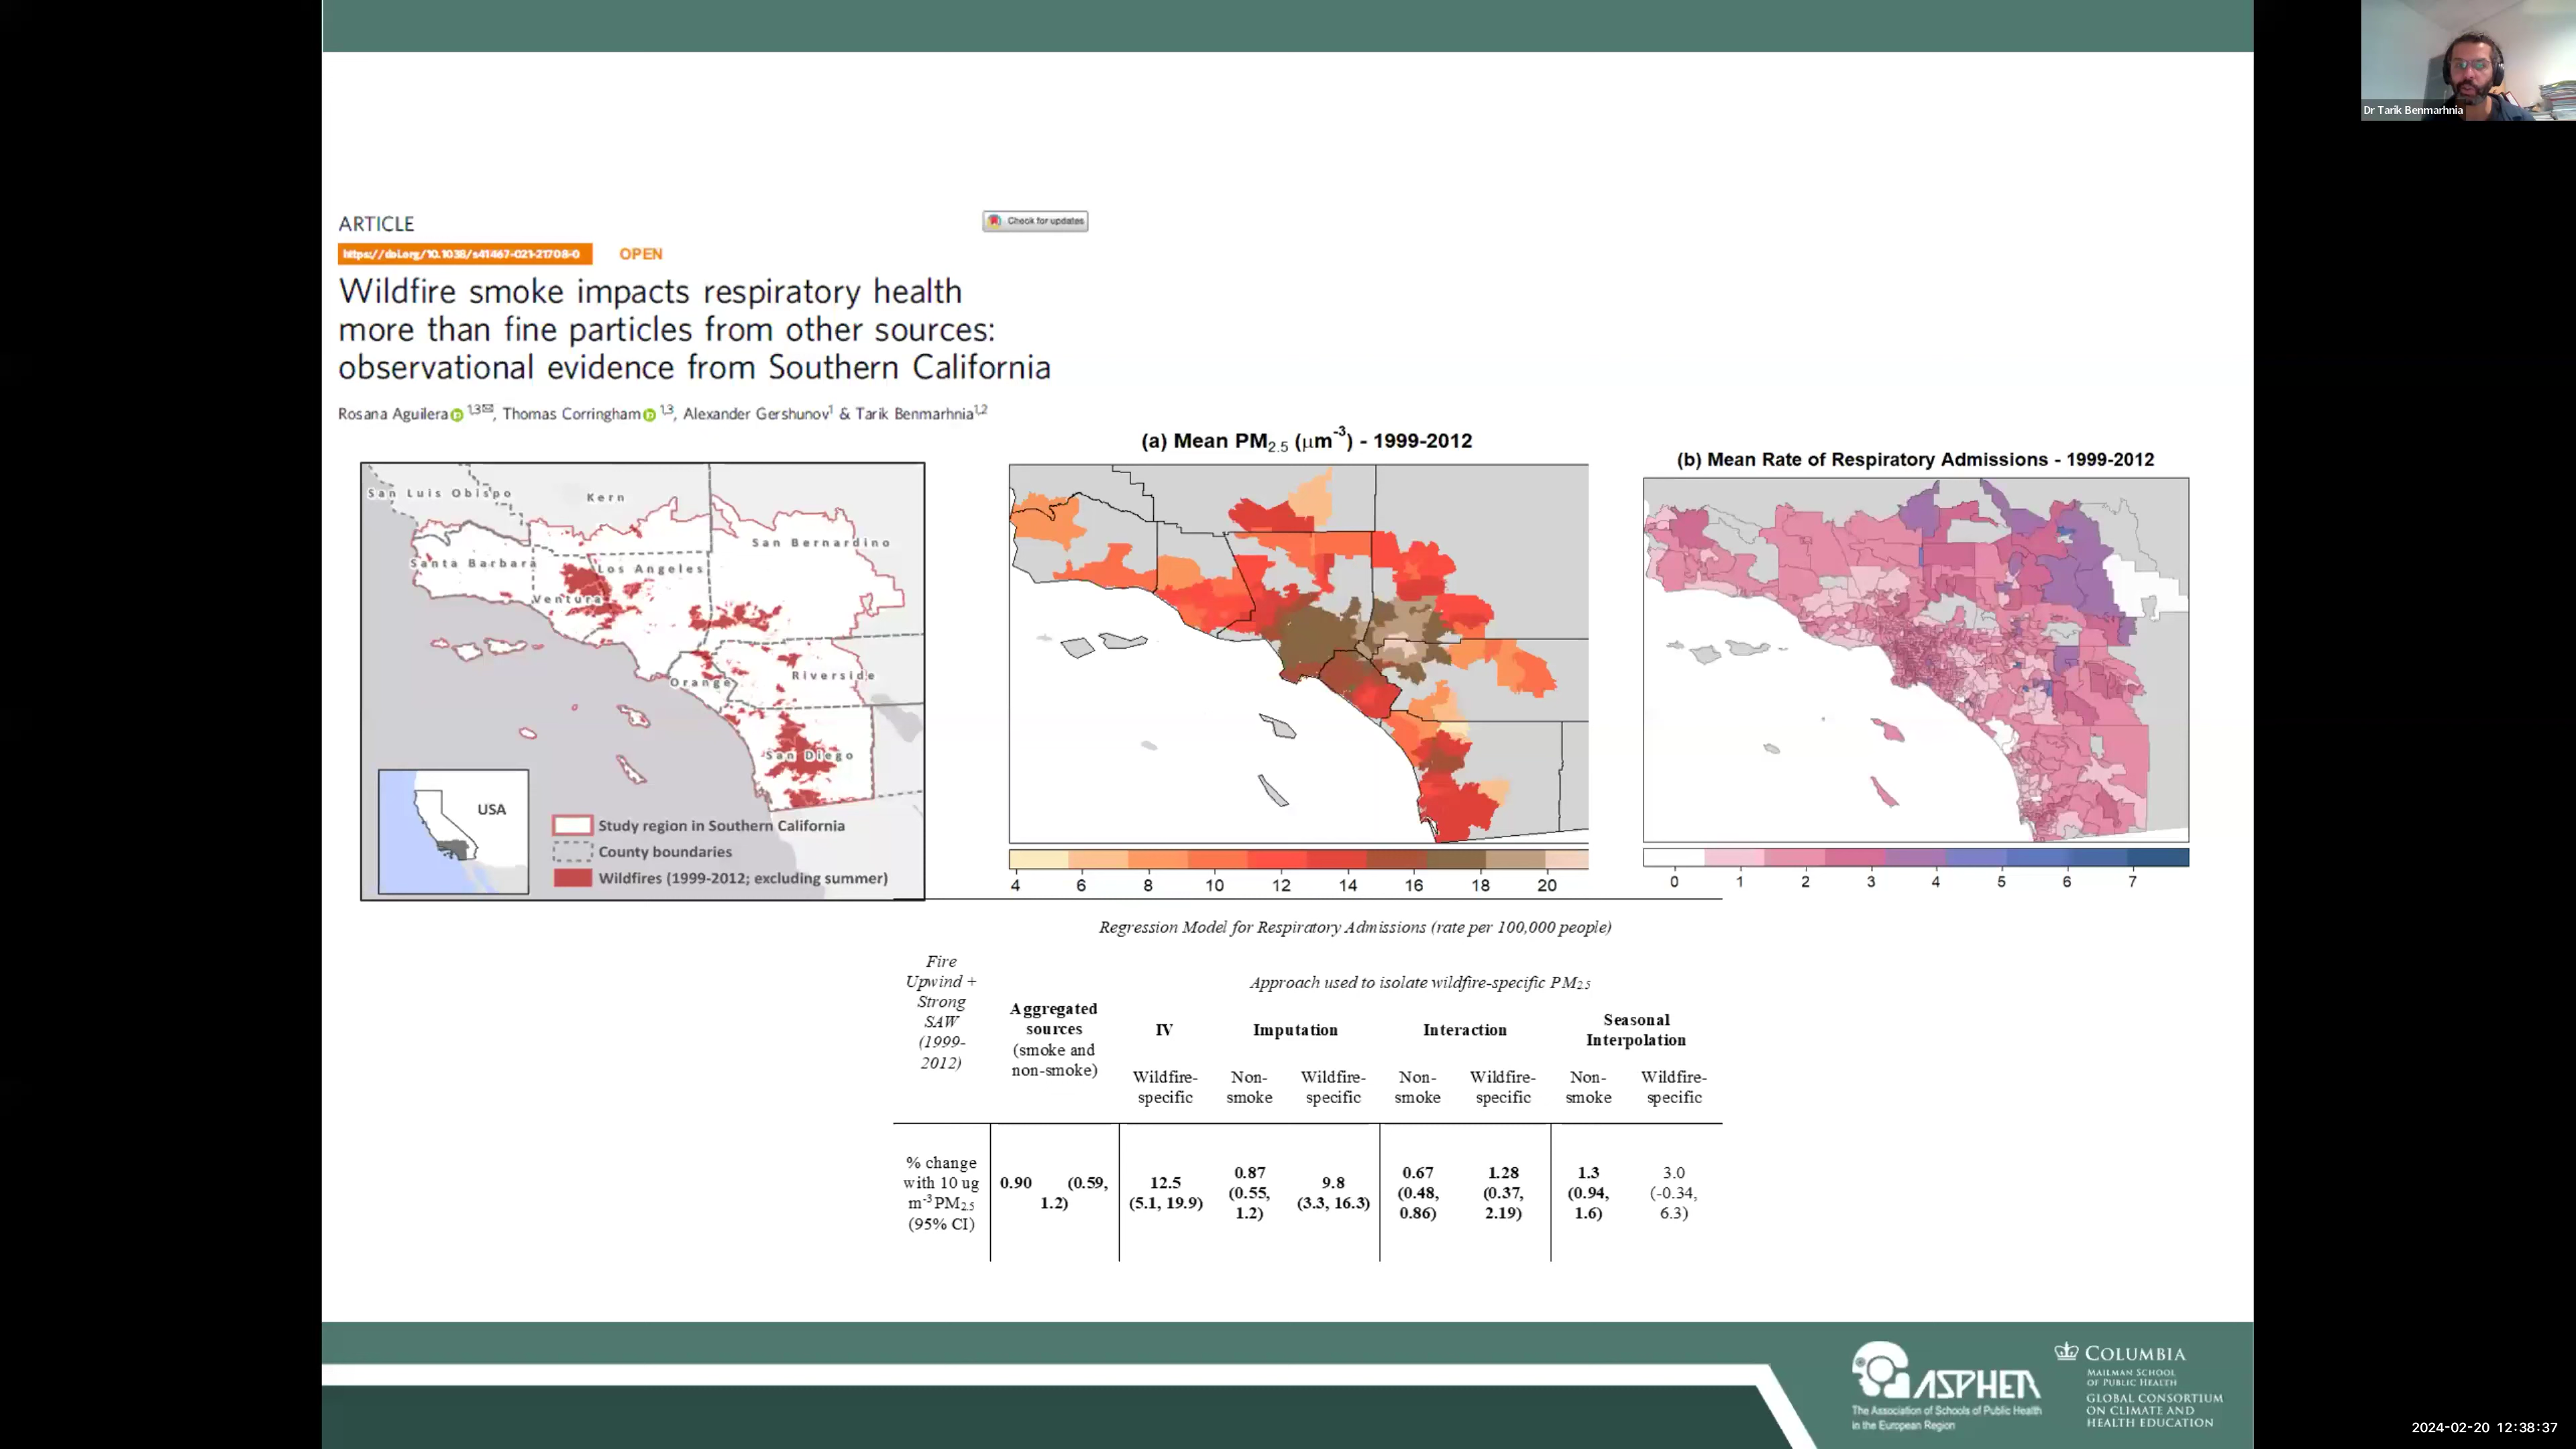 Dr Tarik Benmarhnia
ARTICLE
Check for updates
https://doi.org/10.1038/s41467-021-21708-0 OPEN
Wildfire smoke impacts respiratory health
more than fine particles from other sources:
observational evidence from Southern California
Rosana Aguilera 1,3✉, Thomas Corringham 1,3, Alexander Gershunov1 & Tarik Benmarhnia1,2
San Luis Obispo
Kern
San Bernardino
Santa Barbara
Los Angeles
Ventura
Orange
Riverside
San Diego
USA
Study region in Southern California
County boundaries
Wildfires (1999-2012; excluding summer)
(a) Mean PM2.5 (μm-3) - 1999-2012
4 6 8 10 12 14 16 18 20
(b) Mean Rate of Respiratory Admissions - 1999-2012
0 1 2 3 4 5 6 7
Regression Model for Respiratory Admissions (rate per 100,000 people)
Fire
Upwind +
Strong
SAW
(1999-
2012)
Aggregated
sources
(smoke and
non-smoke)
Approach used to isolate wildfire-specific PM2.5
IV
Imputation
Interaction
Seasonal
Interpolation
Wildfire-
specific
Non-
smoke
Wildfire-
specific
Non-
smoke
Wildfire-
specific
Non-
smoke
Wildfire-
specific
% change
with 10 ug
m-3 PM2.5
(95% CI)
0.90 (0.59,
1.2)
12.5
(5.1, 19.9)
0.87
(0.55,
1.2)
9.8
(3.3, 16.3)
0.67
(0.48,
0.86)
1.28
(0.37,
2.19)
1.3
(0.94,
1.6)
3.0
(-0.34,
6.3)
ASPHER
The Association of Schools of Public Health
in the European Region
COLUMBIA
MAILMAN SCHOOL
OF PUBLIC HEALTH
GLOBAL CONSORTIUM
ON CLIMATE AND
HEALTH EDUCATION
2024-02-20 12:38:37